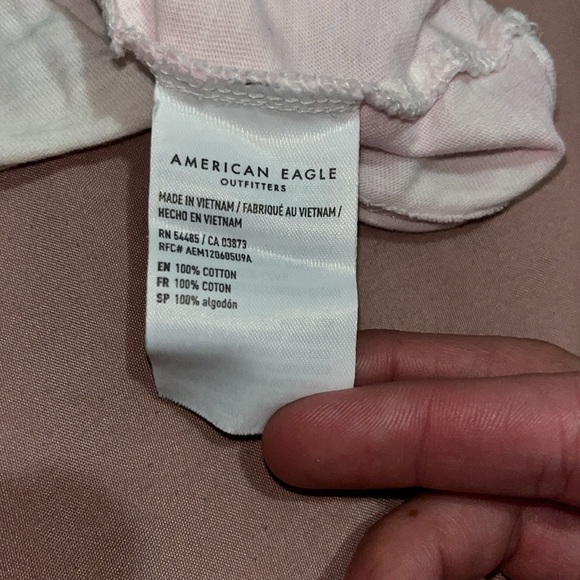 AMERICAN EAGLE
OUTFITTERS
MADE IN VIETNAM / FABRIQUÉ AU VIETNAM /
HECHO EN VIETNAM
RN 54485 / CA 03873
RFC# AEM120605U9A
EN 100% COTTON
FR 100% COTON
SP 100% algodón